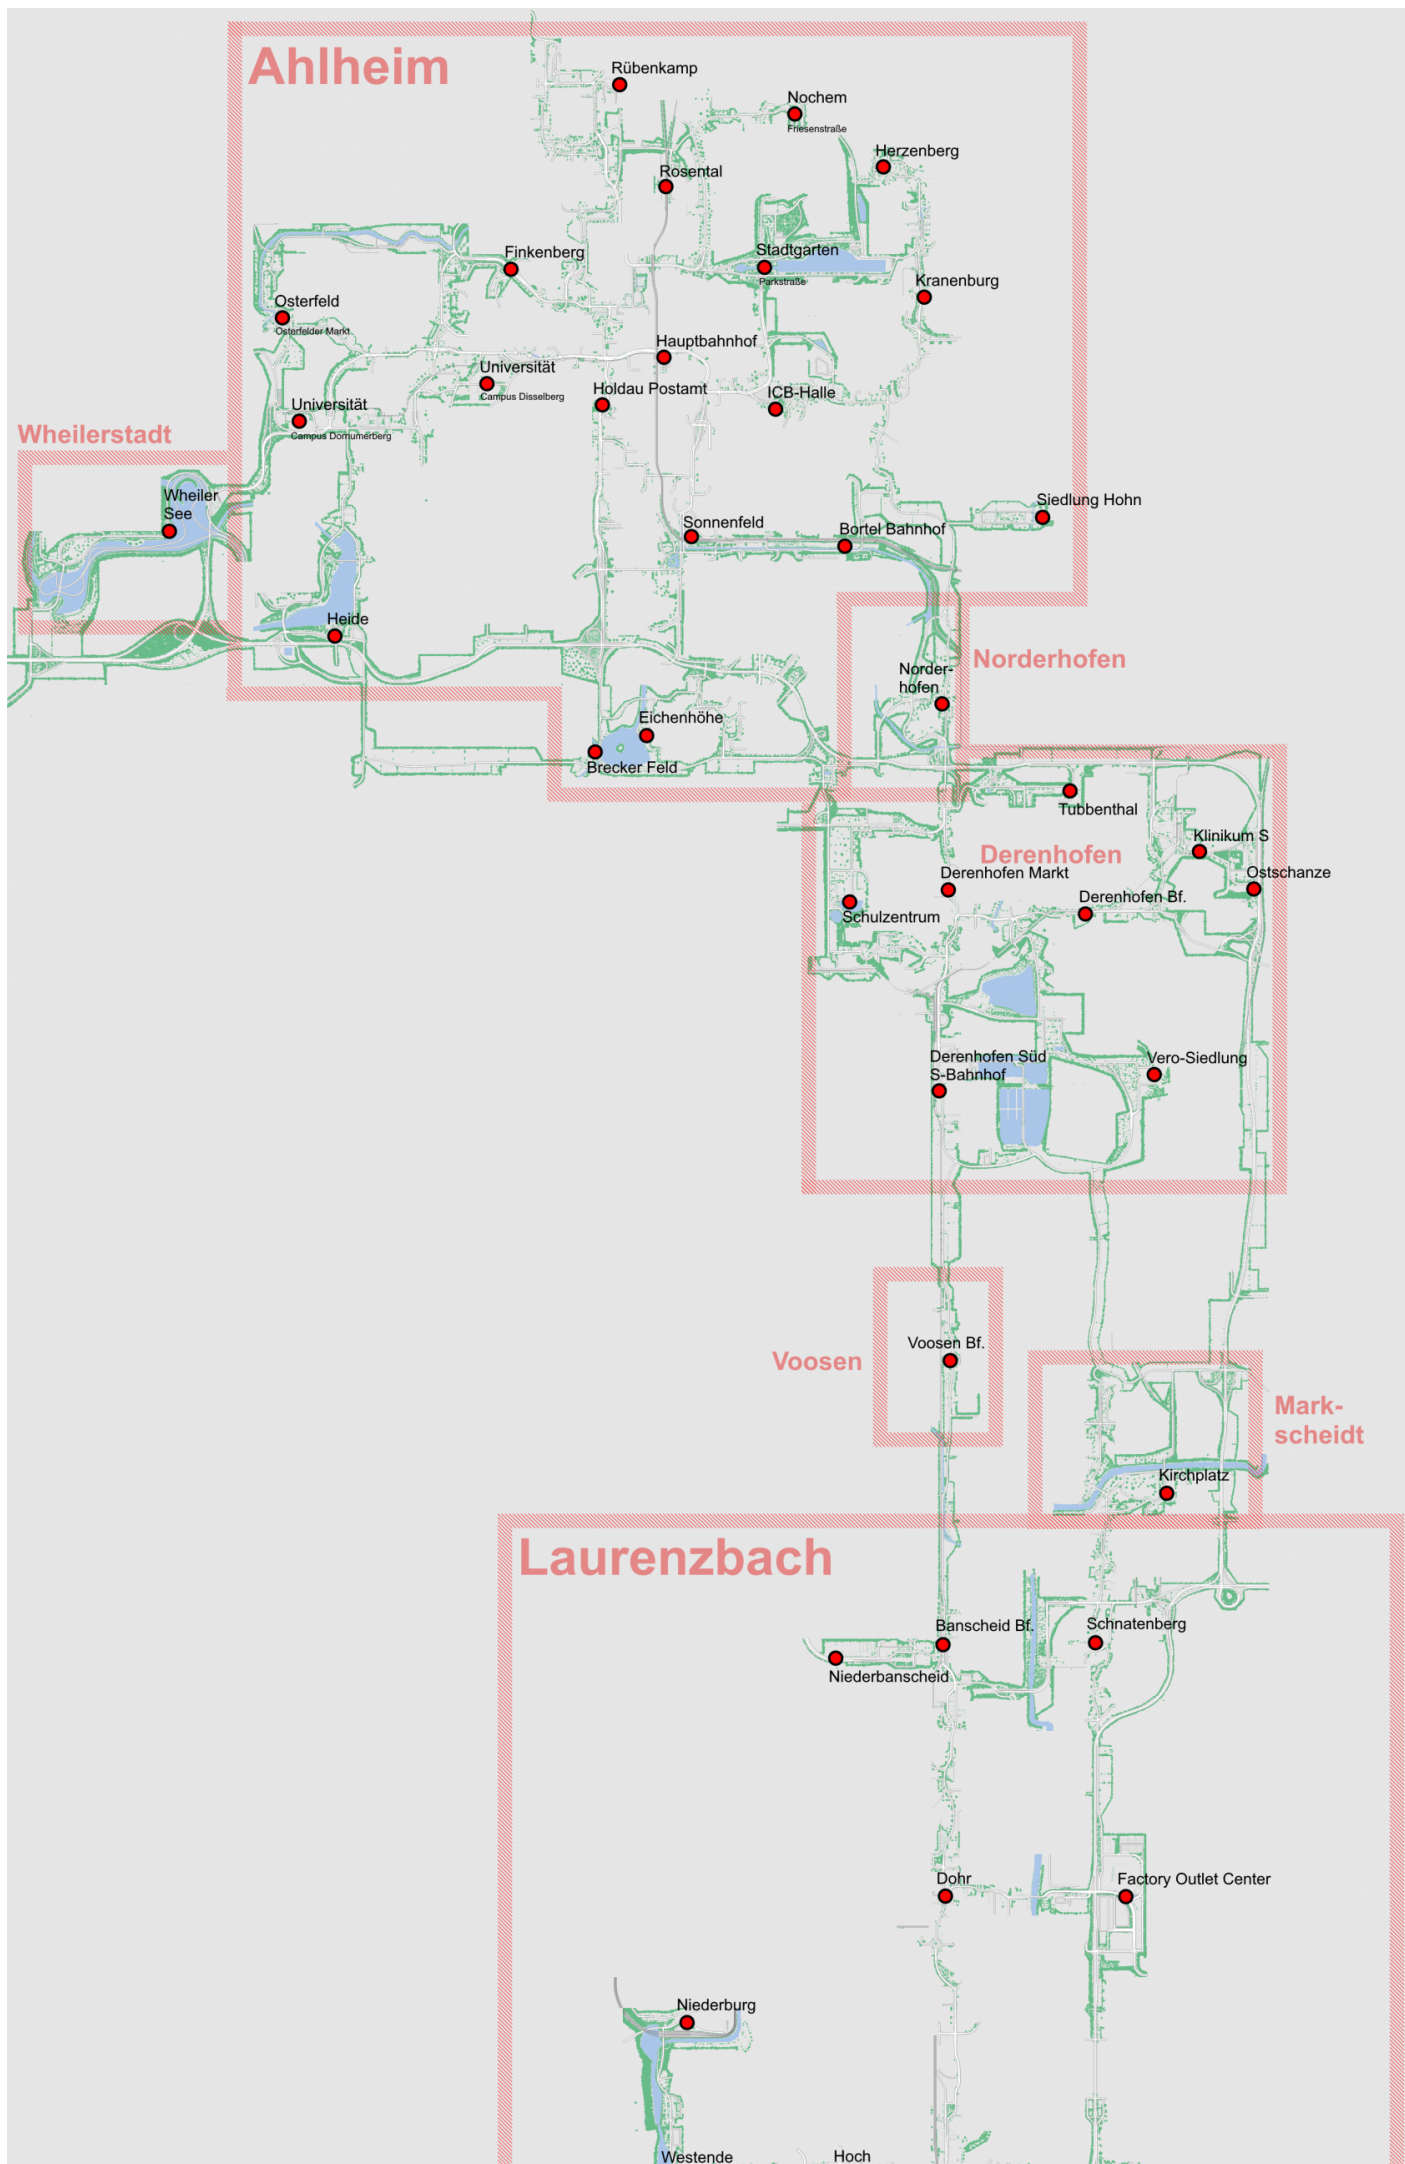 Ahlheim
Rübenkamp
Nochem
Friesenstraße
Herzenberg
Rosental
Finkenberg
Stadtgarten
Parkstraße
Kranenburg
Osterfeld
Osterfelder Markt
Hauptbahnhof
Universität
Campus Disselberg
Holdau Postamt
ICB-Halle
Universität
Campus Domumerberg
Wheilerstadt
Wheiler
See
Siedlung Hohn
Sonnenfeld
Bortel Bahnhof
Heide
Norderhofen
Norder-
hofen
Eichenhöhe
Brecker Feld
Tubbenthal
Klinikum S
Derenhofen
Derenhofen Markt
Ostschanze
Derenhofen Bf.
Schulzentrum
Derenhofen Süd
S-Bahnhof
Vero-Siedlung
Voosen Bf.
Voosen
Mark-
scheidt
Kirchplatz
Laurenzbach
Banscheid Bf.
Schnatenberg
Niederbanscheid
Dohr
Factory Outlet Center
Niederburg
Westende
Hoch